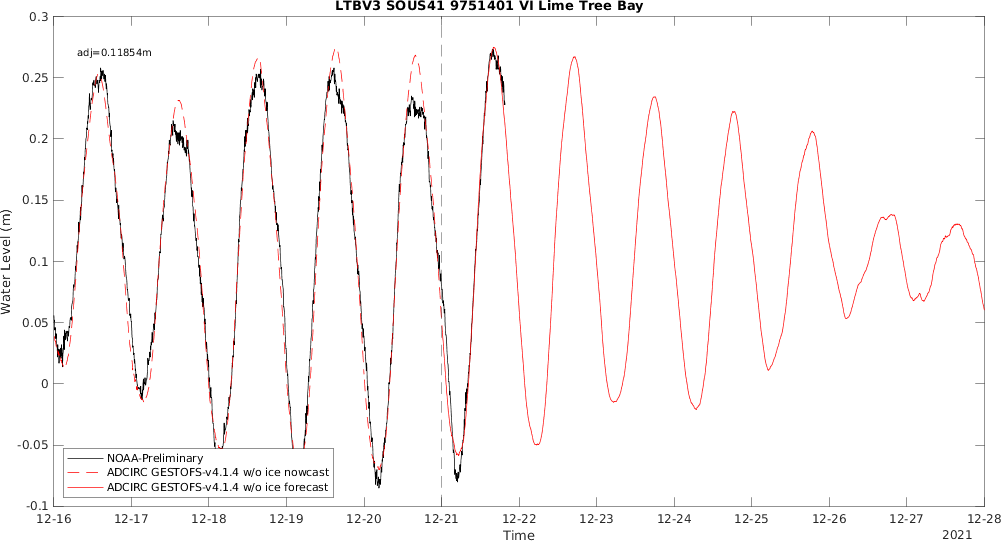 LTBV3 SOUS41 9751401 VI Lime Tree Bay
adj=0.11854m
0.3
0.25
0.2
0.15
0.1
0.05
0
-0.05
-0.1
Water Level (m)
NOAA-Preliminary
ADCIRC GESTOFS-v4.1.4 w/o ice nowcast
ADCIRC GESTOFS-v4.1.4 w/o ice forecast
12-16 12-17 12-18 12-19 12-20 12-21 12-22 12-23 12-24 12-25 12-26 12-27 12-28
Time
2021